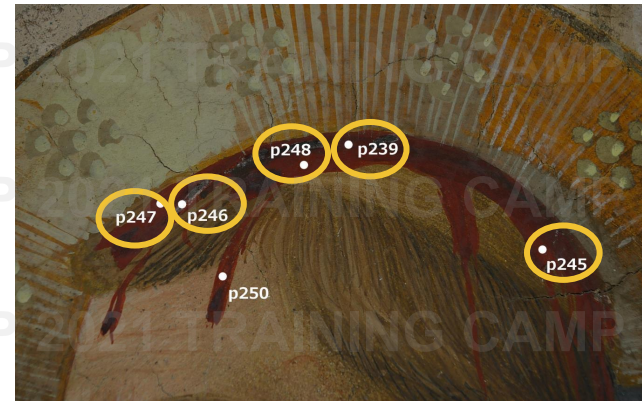 P 2021 TRAINING CAMP
p248
p239
P 2021 TRAINING CAMP
p247
p246
p245
p250
P 2021 TRAINING CAMP